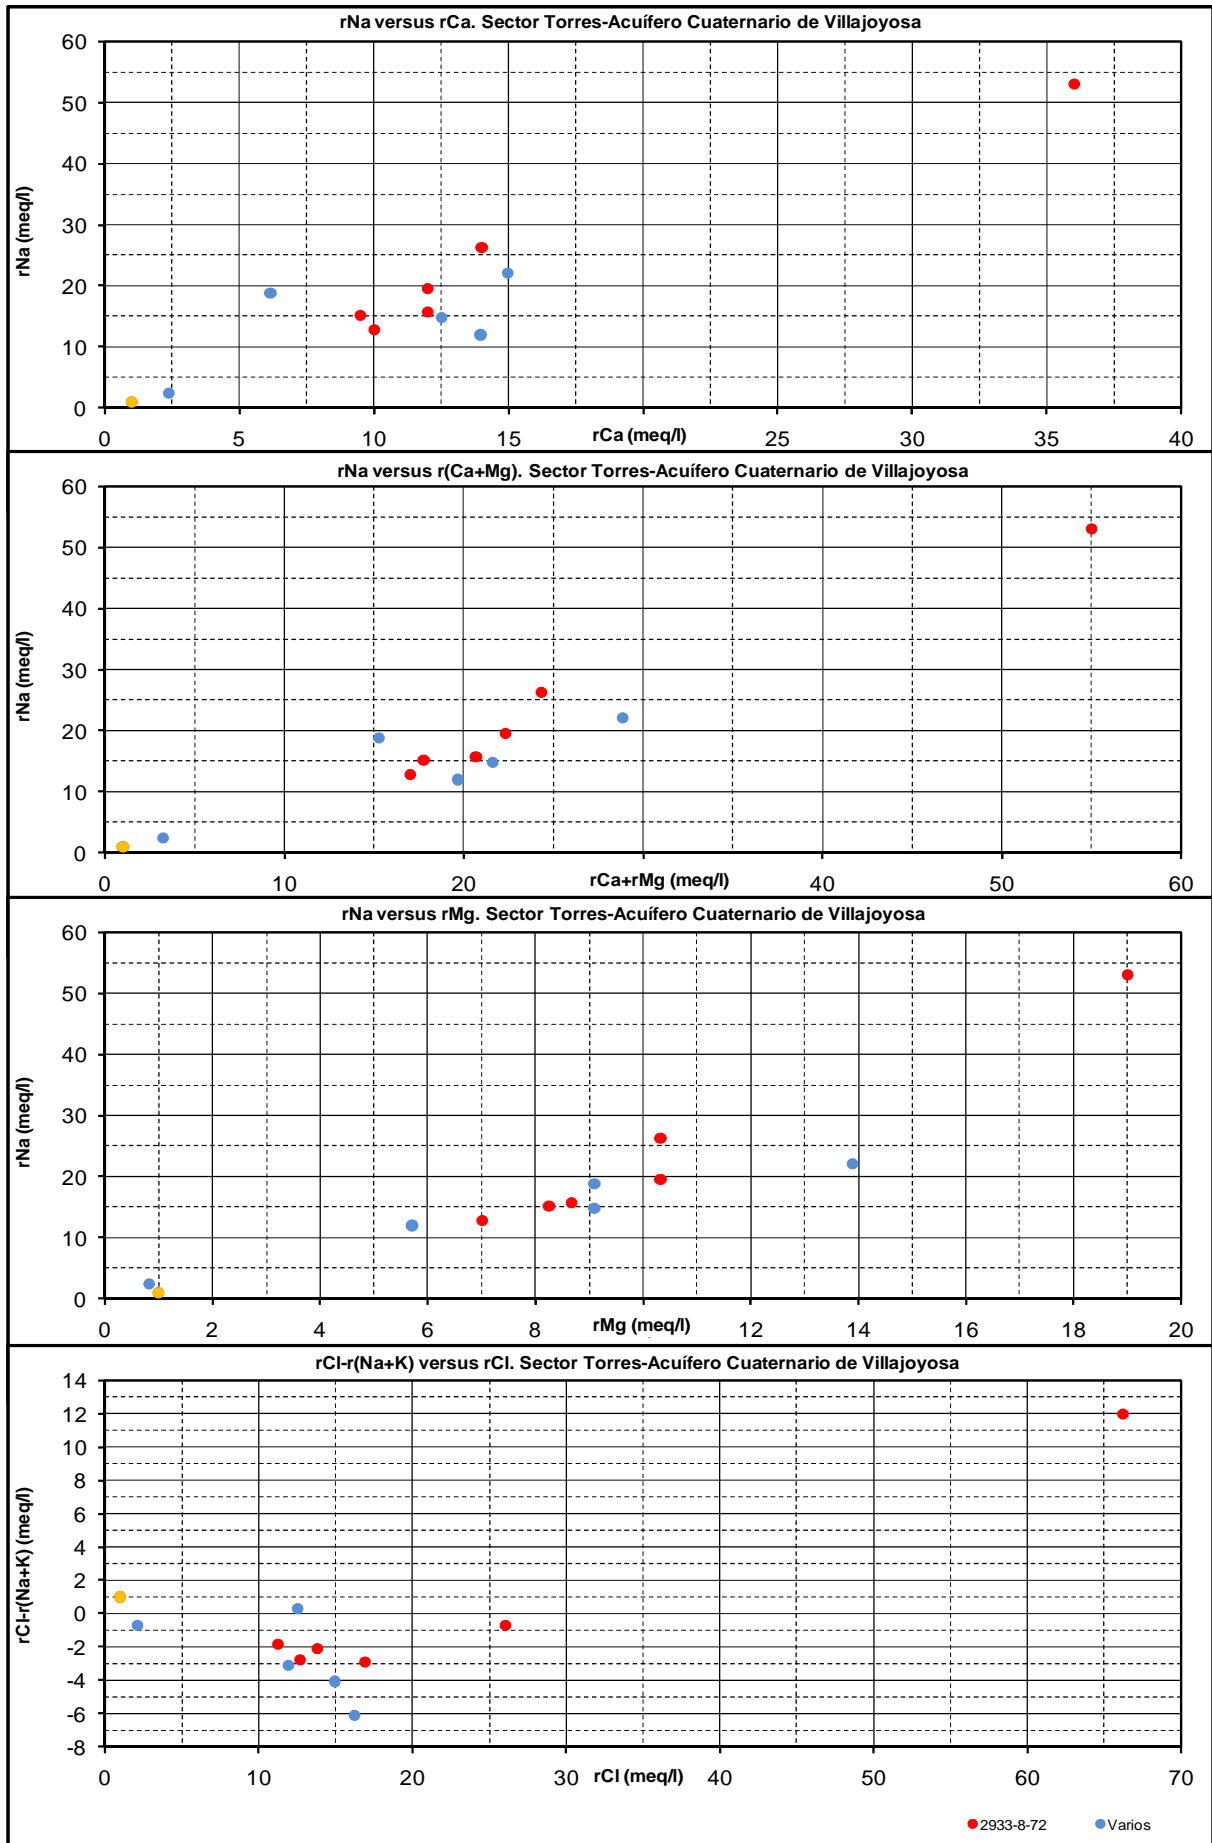 rNa versus rCa. Sector Torres-Acuífero Cuaternario de Villajoyosa
60
50
40
30
20
10
0
rNa (meq/l)
0 5 10 15 25 30 35 40
rCa (meq/l)
rNa versus r(Ca+Mg). Sector Torres-Acuífero Cuaternario de Villajoyosa
60
50
40
30
20
10
0
rNa (meq/l)
0 10 20 40 50 60
rCa+rMg (meq/l)
rNa versus rMg. Sector Torres-Acuífero Cuaternario de Villajoyosa
60
50
40
30
20
10
0
rNa (meq/l)
0 2 4 6 8 12 14 16 18 20
rMg (meq/l)
rCl-r(Na+K) versus rCl. Sector Torres-Acuífero Cuaternario de Villajoyosa
14
12
10
8
6
4
2
0
-2
-4
-6
-8
rCl-r(Na+K) (meq/l)
0 10 20 30 40 50 60 70
rCl (meq/l)
2933-8-72 Varios